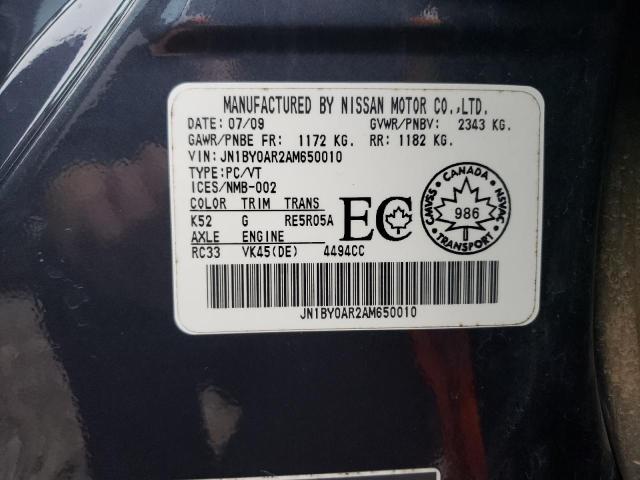 MANUFACTURED BY NISSAN MOTOR CO.,LTD.
DATE: 07/09 GVWR/PNBV: 2343 KG.
GAWR/PNBE FR: 1172 KG. RR: 1182 KG.
VIN: JN1BY0AR2AM650010
TYPE: PC/VT
ICES/NMB-002
COLOR TRIM TRANS
K52 G RE5R05A
AXLE ENGINE
RC33 VK45(DE) 4494CC
EC
CANADA
CMVSS 986 NSVAC
TRANSPORT
JN1BY0AR2AM650010